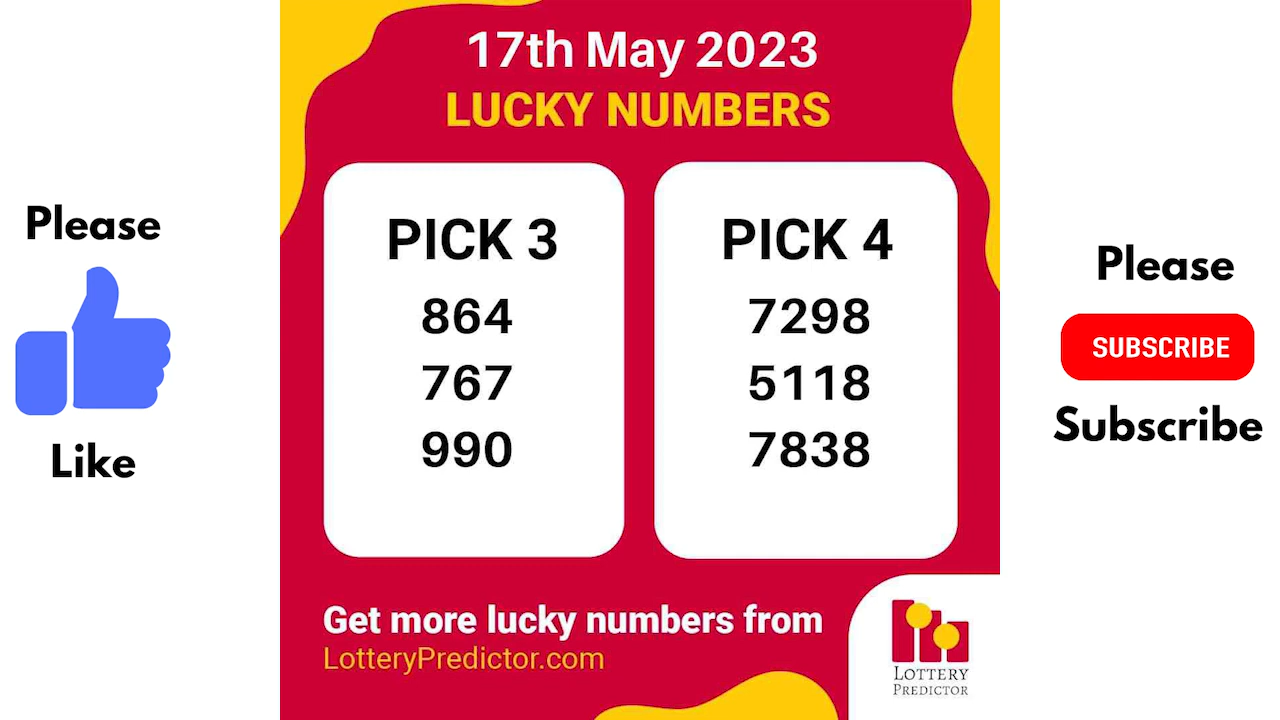 17th May 2023
LUCKY NUMBERS
Please
Like
PICK 3
864
767
990
PICK 4
7298
5118
7838
Please
SUBSCRIBE
Subscribe
Get more lucky numbers from
LotteryPredictor.com
LOTTERY
PREDICTOR